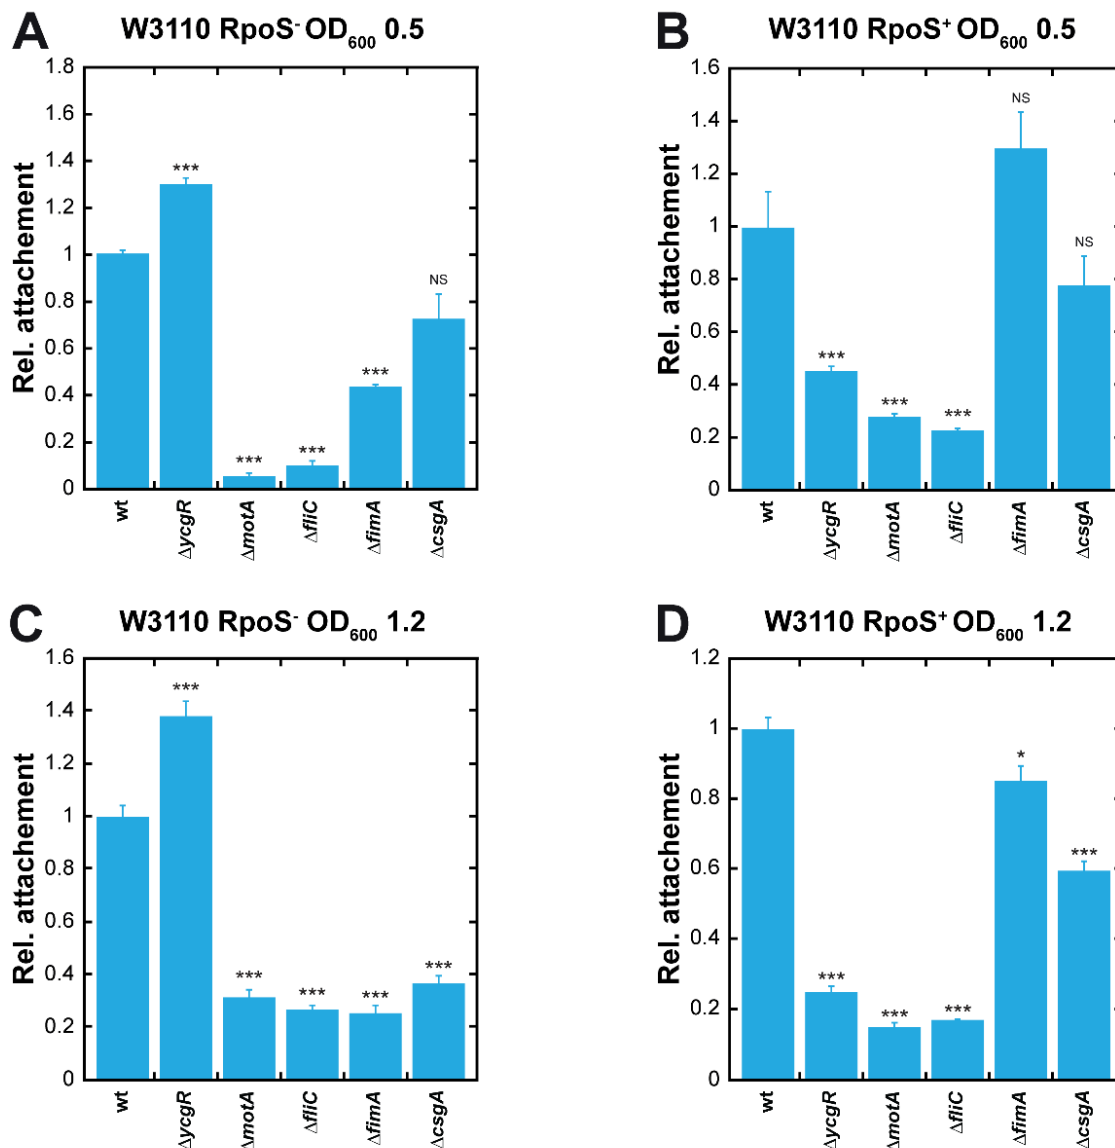 A
W3110 RpoS- OD600 0.5
Rel. attachement
1.8
1.6
1.4
1.2
1
0.8
0.6
0.4
0.2
0
***
***
***
***
NS
wt
ΔycgR
ΔmotA
ΔfliC
ΔfimA
ΔcsgA
B
W3110 RpoS+ OD600 0.5
Rel. attachement
1.6
1.4
1.2
1
0.8
0.6
0.4
0.2
0
***
***
***
NS
NS
wt
ΔycgR
ΔmotA
ΔfliC
ΔfimA
ΔcsgA
C
W3110 RpoS- OD600 1.2
Rel. attachement
1.6
1.4
1.2
1
0.8
0.6
0.4
0.2
0
***
***
***
***
***
wt
ΔycgR
ΔmotA
ΔfliC
ΔfimA
ΔcsgA
D
W3110 RpoS+ OD600 1.2
Rel. attachement
1.2
1
0.8
0.6
0.4
0.2
0
***
***
***
*
***
wt
ΔycgR
ΔmotA
ΔfliC
ΔfimA
ΔcsgA